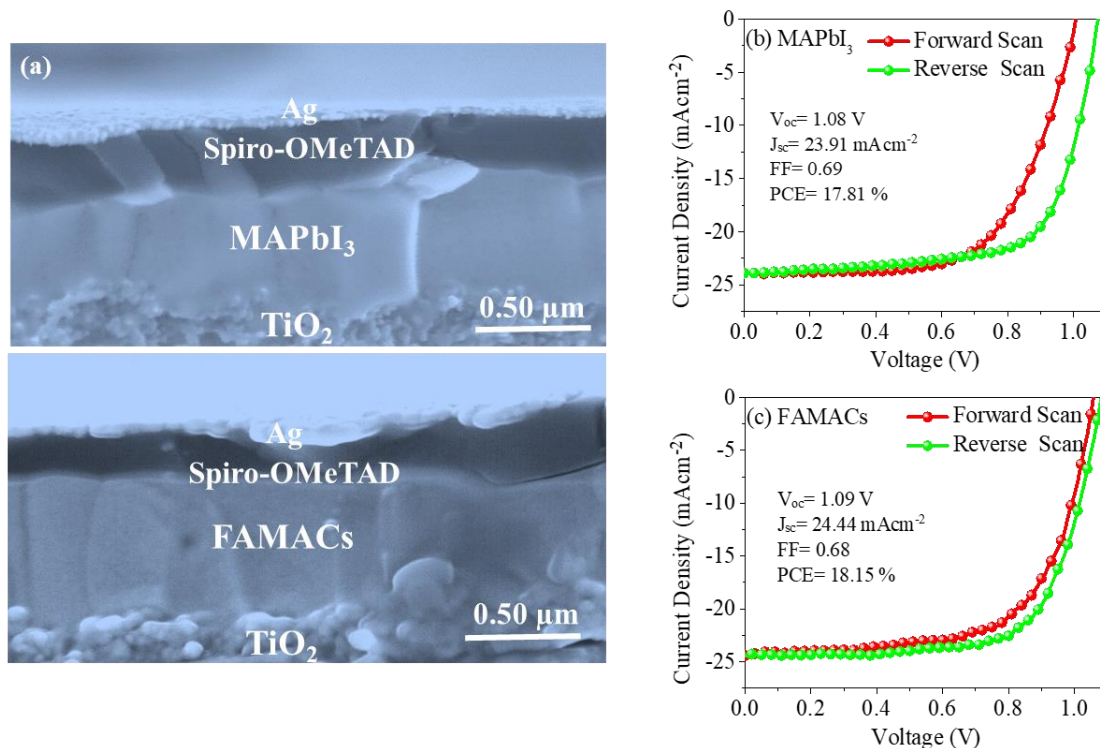 (a)
Ag
Spiro-OMeTAD
MAPbI₃
0.50 µm
TiO₂
Ag
Spiro-OMeTAD
FAMACs
0.50 µm
TiO₂
(b) MAPbI₃
Forward Scan
Reverse Scan
V_oc= 1.08 V
J_sc= 23.91 mAcm⁻²
FF= 0.69
PCE= 17.81 %
0
-5
-10
-15
-20
-25
Current Density (mAcm⁻²)
0.0 0.2 0.4 0.6 0.8 1.0
Voltage (V)
(c) FAMACs
Forward Scan
Reverse Scan
V_oc= 1.09 V
J_sc= 24.44 mAcm⁻²
FF= 0.68
PCE= 18.15 %
0
-5
-10
-15
-20
-25
Current Density (mAcm⁻²)
0.0 0.2 0.4 0.6 0.8 1.0
Voltage (V)